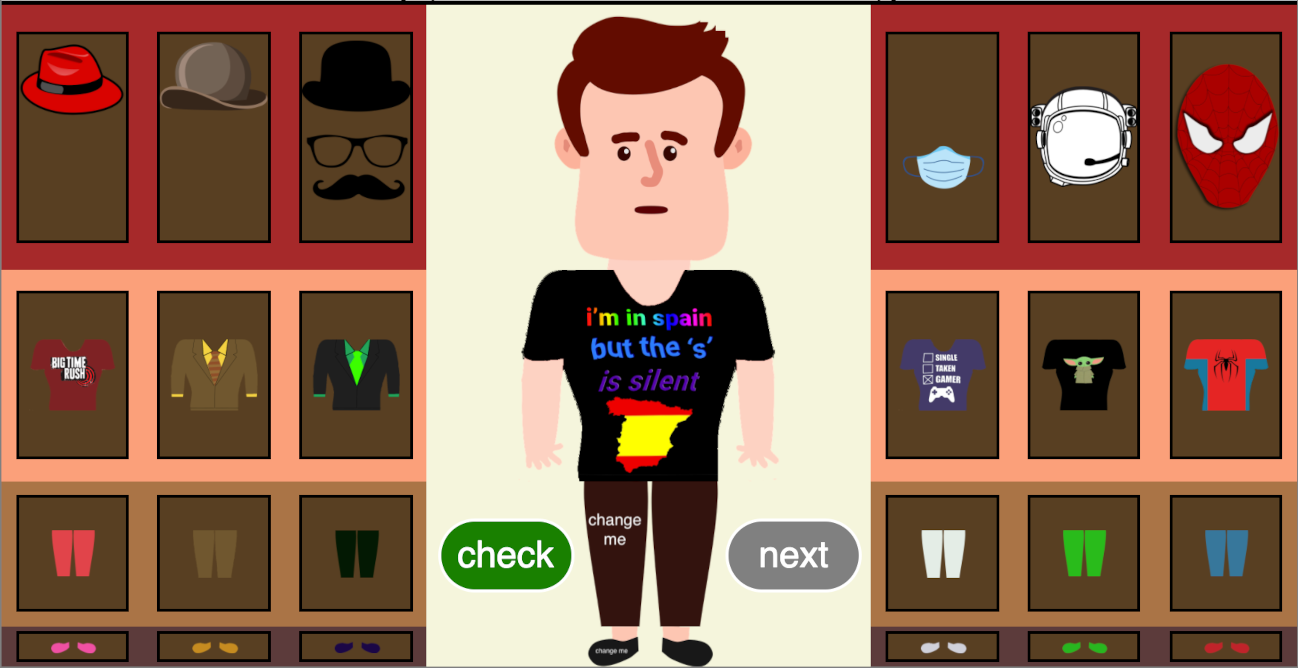 i'm in spain
but the 's'
is silent
BIG TIME
RUSH
SINGLE
TAKEN
GAMER
change
me
check
next
change me